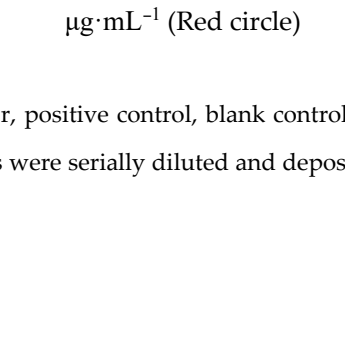 µg·mL⁻¹ (Red circle)
r, positive control, blank control
s were serially diluted and depos